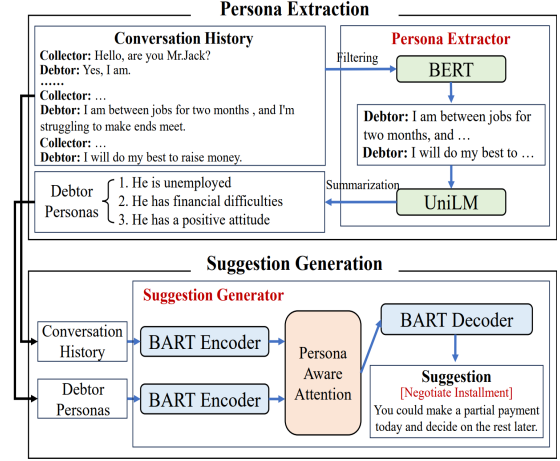 Persona Extraction
Conversation History
Collector: Hello, are you Mr.Jack?
Debtor: Yes, I am.
……
Collector: …
Debtor: I am between jobs for two months , and I'm
struggling to make ends meet.
Collector: …
Debtor: I will do my best to raise money.
Filtering
Persona Extractor
BERT
Debtor: I am between jobs for
two months, and …
Debtor: I will do my best to …
UniLM
Summarization
Debtor
Personas
1. He is unemployed
2. He has financial difficulties
3. He has a positive attitude
Suggestion Generation
Suggestion Generator
Conversation
History
BART Encoder
Debtor
Personas
BART Encoder
Persona
Aware
Attention
BART Decoder
Suggestion
[Negotiate Installment]
You could make a partial payment
today and decide on the rest later.